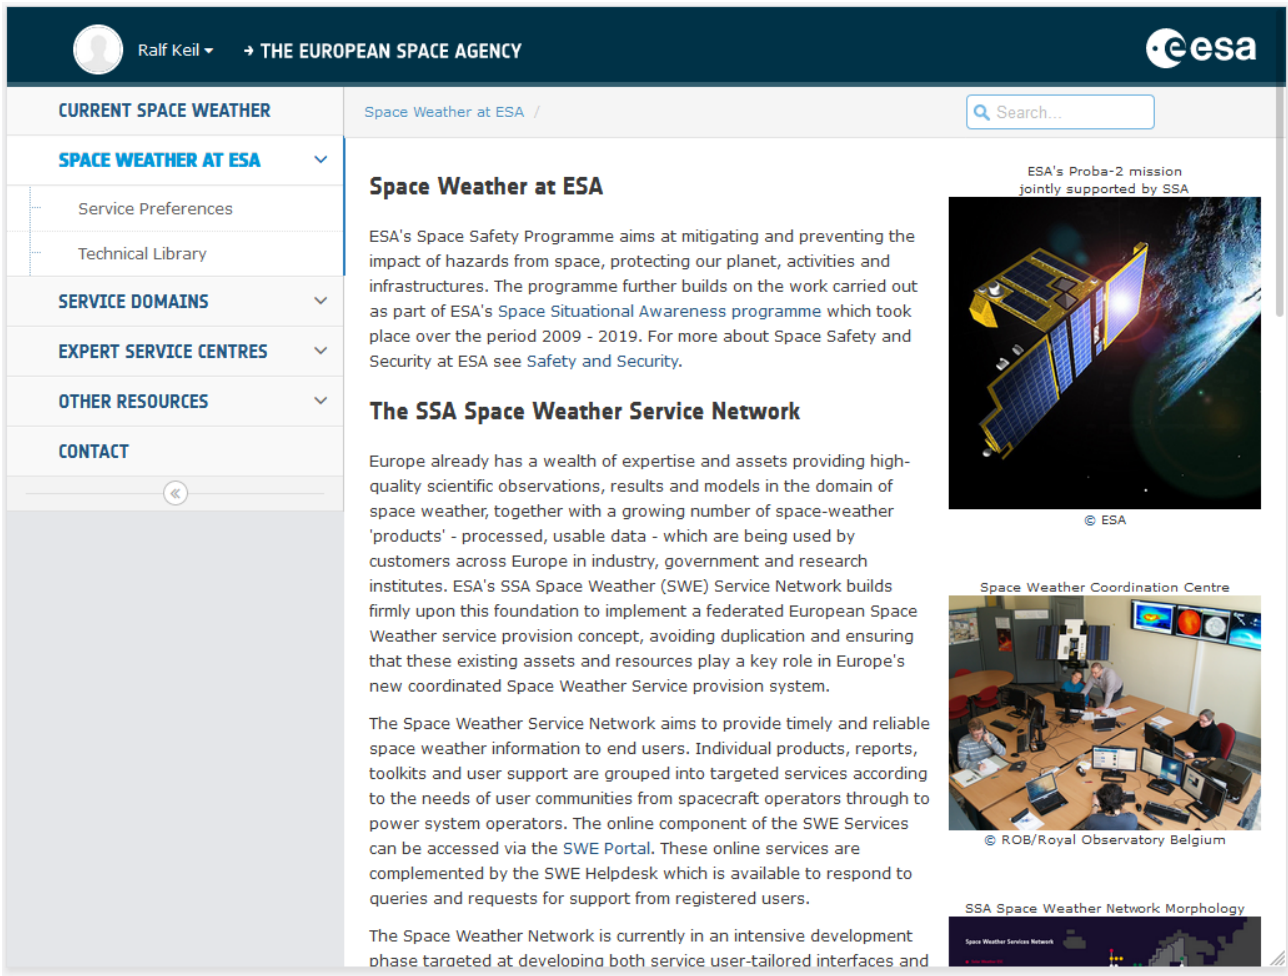 Ralf Keil
→ THE EUROPEAN SPACE AGENCY
esa
CURRENT SPACE WEATHER
SPACE WEATHER AT ESA
Service Preferences
Technical Library
SERVICE DOMAINS
EXPERT SERVICE CENTRES
OTHER RESOURCES
CONTACT
Space Weather at ESA /
Search...
Space Weather at ESA
ESA's Space Safety Programme aims at mitigating and preventing the
impact of hazards from space, protecting our planet, activities and
infrastructures. The programme further builds on the work carried out
as part of ESA's Space Situational Awareness programme which took
place over the period 2009 - 2019. For more about Space Safety and
Security at ESA see Safety and Security.
The SSA Space Weather Service Network
Europe already has a wealth of expertise and assets providing high-
quality scientific observations, results and models in the domain of
space weather, together with a growing number of space-weather
'products' - processed, usable data - which are being used by
customers across Europe in industry, government and research
institutes. ESA's SSA Space Weather (SWE) Service Network builds
firmly upon this foundation to implement a federated European Space
Weather service provision concept, avoiding duplication and ensuring
that these existing assets and resources play a key role in Europe's
new coordinated Space Weather Service provision system.
The Space Weather Service Network aims to provide timely and reliable
space weather information to end users. Individual products, reports,
toolkits and user support are grouped into targeted services according
to the needs of user communities from spacecraft operators through to
power system operators. The online component of the SWE Services
can be accessed via the SWE Portal. These online services are
complemented by the SWE Helpdesk which is available to respond to
queries and requests for support from registered users.
The Space Weather Network is currently in an intensive development
phase targeted at developing both service user-tailored interfaces and
ESA's Proba-2 mission
jointly supported by SSA
© ESA
Space Weather Coordination Centre
© ROB/Royal Observatory Belgium
SSA Space Weather Network Morphology
Space Weather Services Network